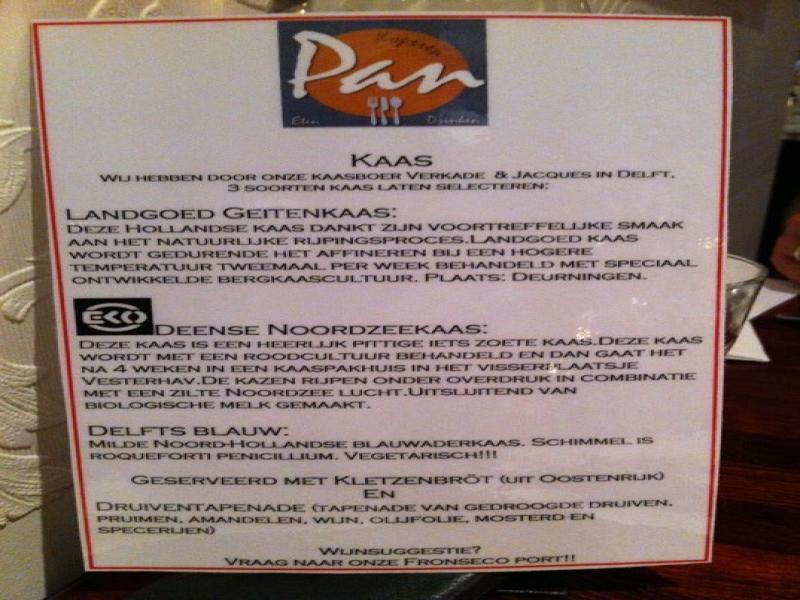 Pan
Eten Drinken
KAAS
WIJ HEBBEN DOOR ONZE KAASBOER VERKADE & JACQUES IN DELFT,
3 SOORTEN KAAS LATEN SELECTEREN:
LANDGOED GEITENKAAS:
DEZE HOLLANDSE KAAS DANKT ZIJN VOORTREFFELIJKE SMAAK
AAN HET NATUURLIJKE RIJPINGSPROCES.LANDGOED KAAS
WORDT GEDURENDE HET AFFINEREN BIJ EEN HOGERE
TEMPERATUUR TWEEMAAL PER WEEK BEHANDELD MET SPECIAAL
ONTWIKKELDE BERGKAASCULTUUR. PLAATS: DEURNINGEN.
EKO DEENSE NOORDZEEKAAS:
DEZE KAAS IS EEN HEERLIJK PITTIGE IETS ZOETE KAAS.DEZE KAAS
WORDT MET EEN ROODCULTUUR BEHANDELD EN DAN GAAT HET
NA 4 WEKEN IN EEN KAASPAKHUIS IN HET VISSERPLAATSJE
VESTERHAV.DE KAZEN RIJPEN ONDER OVERDRUK IN COMBINATIE
MET EEN ZILTE NOORDZEE LUCHT.UITSLUITEND VAN
BIOLOGISCHE MELK GEMAAKT.
DELFTS BLAUW:
MILDE NOORD-HOLLANDSE BLAUWADERKAAS. SCHIMMEL IS
ROQUEFORTI PENICILLIUM. VEGETARISCH!!!
GESERVEERD MET KLETZENBRÖT (UIT OOSTENRIJK)
EN
DRUIVENTAPENADE (TAPENADE VAN GEDROOGDE DRUIVEN,
PRUIMEN, AMANDELEN, WIJN, OLIJFOLIE, MOSTERD EN
SPECERIJEN)
WIJNSUGGESTIE?
VRAAG NAAR ONZE FRONSECO PORT!!